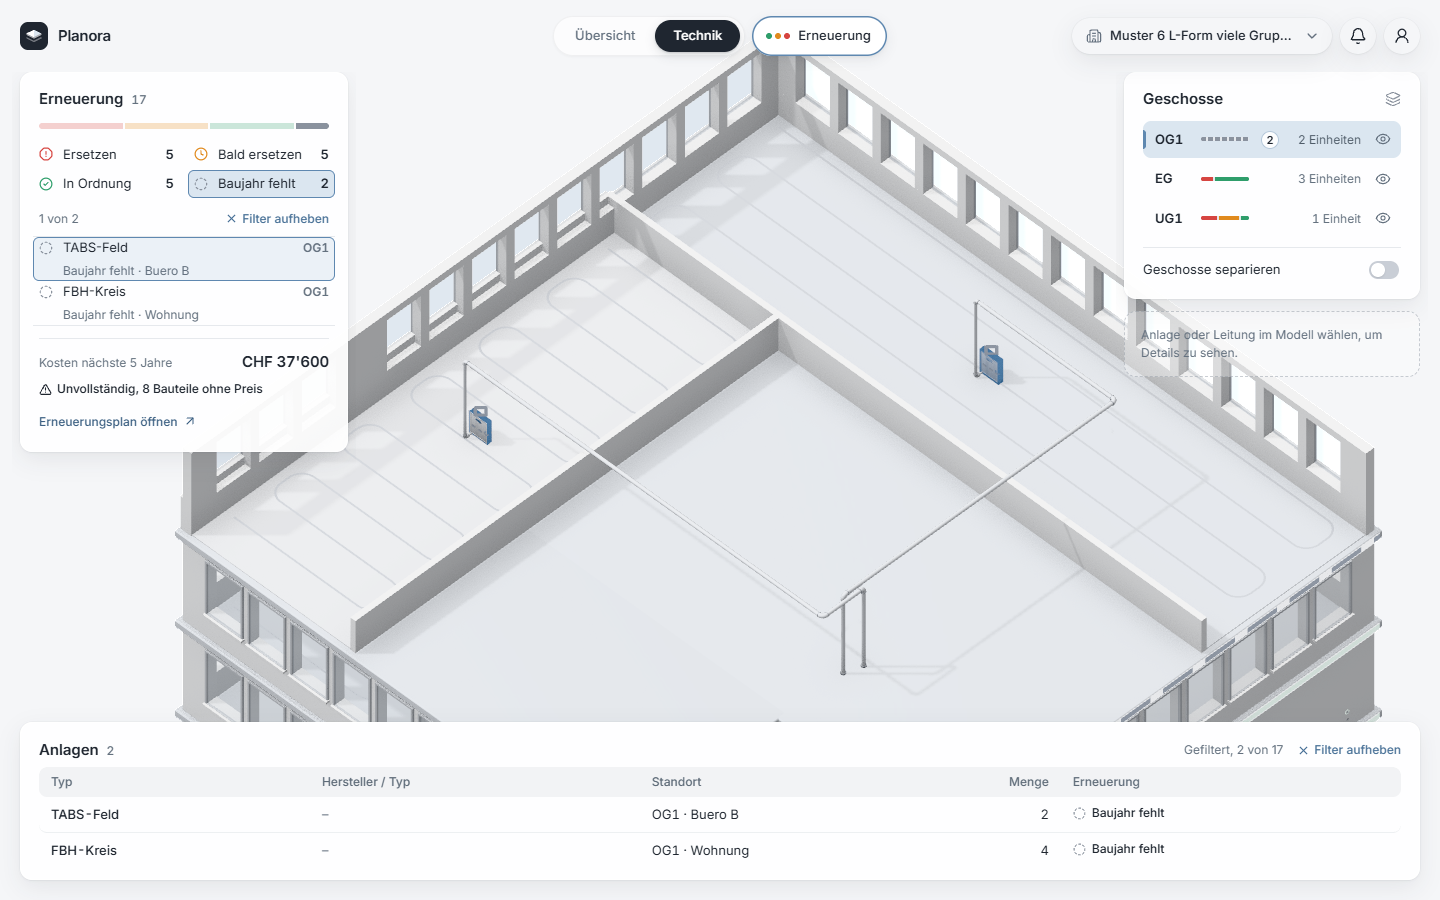 Planora
Übersicht
Technik
Erneuerung
Muster 6 L-Form viele Grup...
Erneuerung 17
Ersetzen 5
Bald ersetzen 5
In Ordnung 5
Baujahr fehlt 2
1 von 2
Filter aufheben
TABS-Feld OG1
Baujahr fehlt · Buero B
FBH-Kreis OG1
Baujahr fehlt · Wohnung
Kosten nächste 5 Jahre CHF 37'600
Unvollständig, 8 Bauteile ohne Preis
Erneuerungsplan öffnen
Geschosse
OG1 2 2 Einheiten
EG 3 Einheiten
UG1 1 Einheit
Geschosse separieren
Anlage oder Leitung im Modell wählen, um
Details zu sehen.
Anlagen 2
Gefiltert, 2 von 17 Filter aufheben
Typ Hersteller / Typ Standort Menge Erneuerung
TABS-Feld – OG1 · Buero B 2 Baujahr fehlt
FBH-Kreis – OG1 · Wohnung 4 Baujahr fehlt